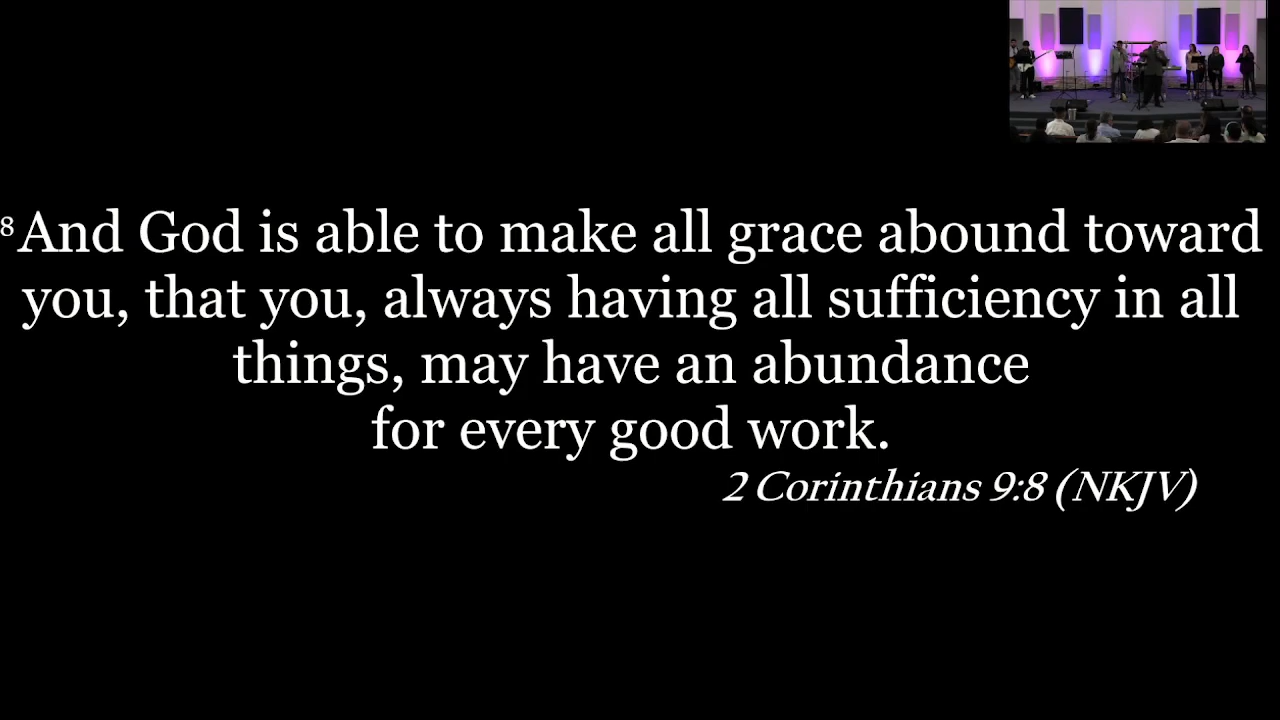 8And God is able to make all grace abound toward
you, that you, always having all sufficiency in all
things, may have an abundance
for every good work.
2 Corinthians 9:8 (NKJV)